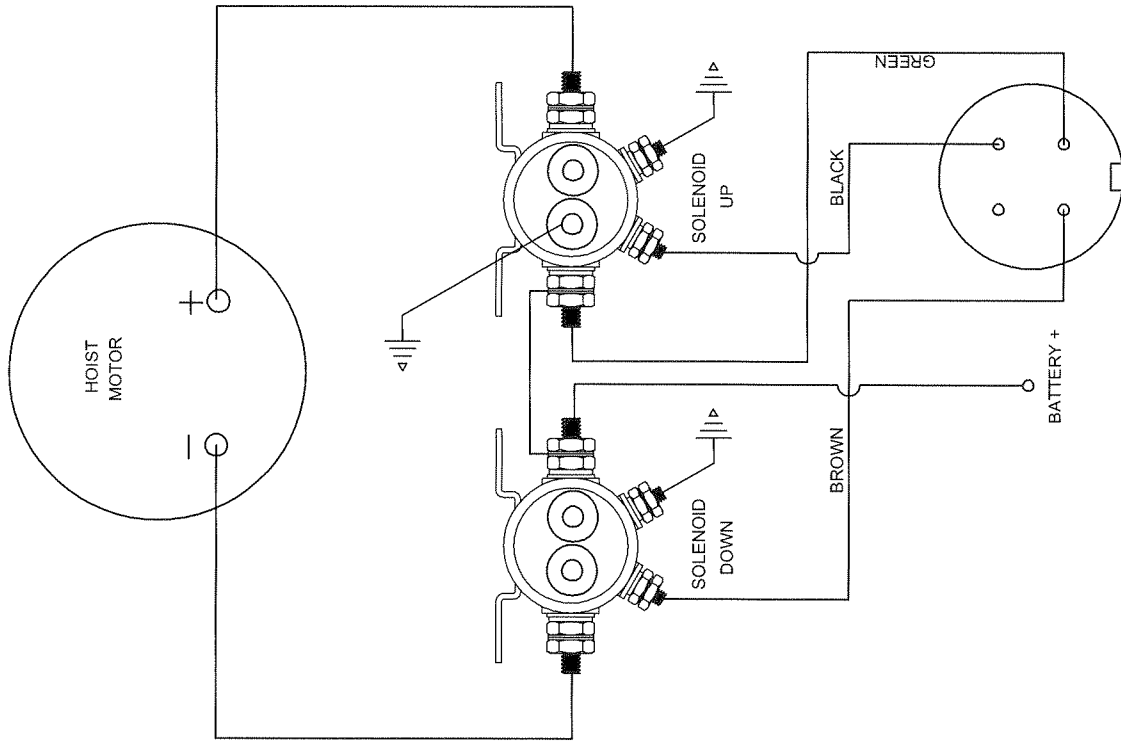 HOIST
MOTOR
+
−
SOLENOID
UP
SOLENOID
DOWN
GREEN
BLACK
BROWN
BATTERY +